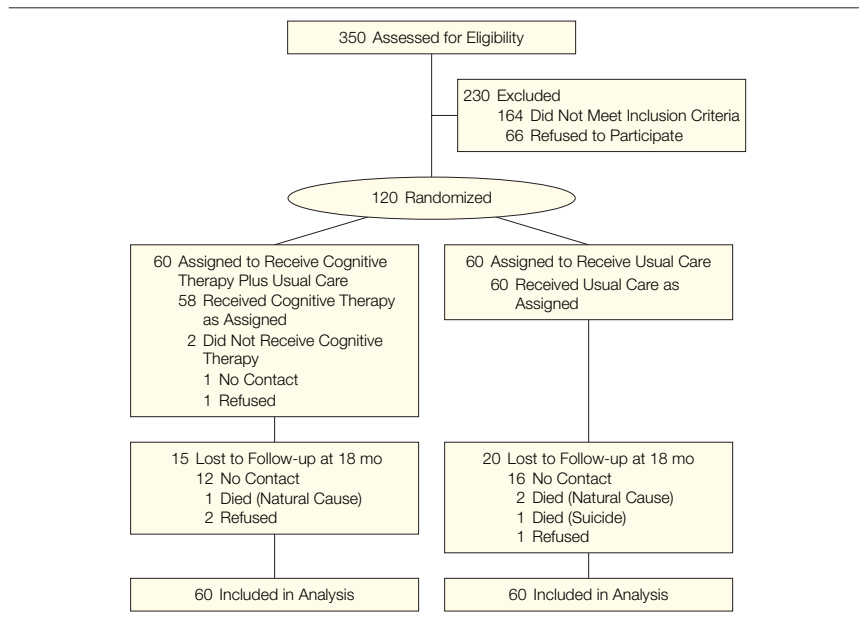 350 Assessed for Eligibility
230 Excluded
164 Did Not Meet Inclusion Criteria
66 Refused to Participate
120 Randomized
60 Assigned to Receive Cognitive
Therapy Plus Usual Care
58 Received Cognitive Therapy
as Assigned
2 Did Not Receive Cognitive
Therapy
1 No Contact
1 Refused
60 Assigned to Receive Usual Care
60 Received Usual Care as
Assigned
15 Lost to Follow-up at 18 mo
12 No Contact
1 Died (Natural Cause)
2 Refused
20 Lost to Follow-up at 18 mo
16 No Contact
2 Died (Natural Cause)
1 Died (Suicide)
1 Refused
60 Included in Analysis
60 Included in Analysis